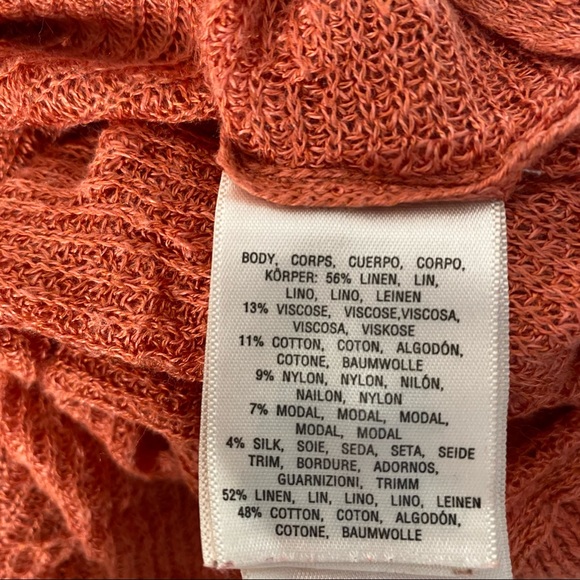 BODY, CORPS, CUERPO, CORPO,
KÖRPER: 56% LINEN, LIN,
LINO, LINO, LEINEN
13% VISCOSE, VISCOSE,VISCOSA,
VISCOSA, VISKOSE
11% COTTON, COTON, ALGODÓN,
COTONE, BAUMWOLLE
9% NYLON, NYLON, NILÓN,
NAILON, NYLON
7% MODAL, MODAL, MODAL,
MODAL, MODAL
4% SILK, SOIE, SEDA, SETA, SEIDE
TRIM, BORDURE, ADORNOS,
GUARNIZIONI, TRIMM
52% LINEN, LIN, LINO, LINO, LEINEN
48% COTTON, COTON, ALGODÓN,
COTONE, BAUMWOLLE